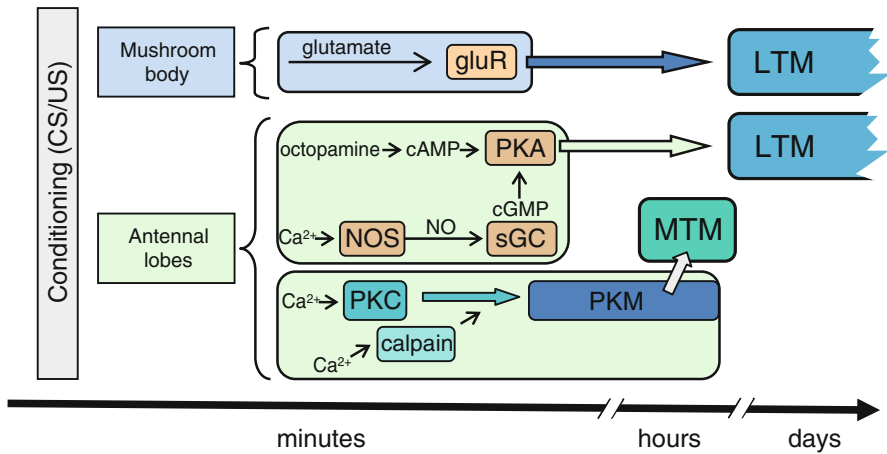 Conditioning (CS/US)
Mushroom
body
glutamate
gluR
LTM
Antennal
lobes
octopamine
cAMP
PKA
LTM
cGMP
Ca²⁺
NOS
NO
sGC
MTM
Ca²⁺
PKC
PKM
calpain
Ca²⁺
minutes
hours
days